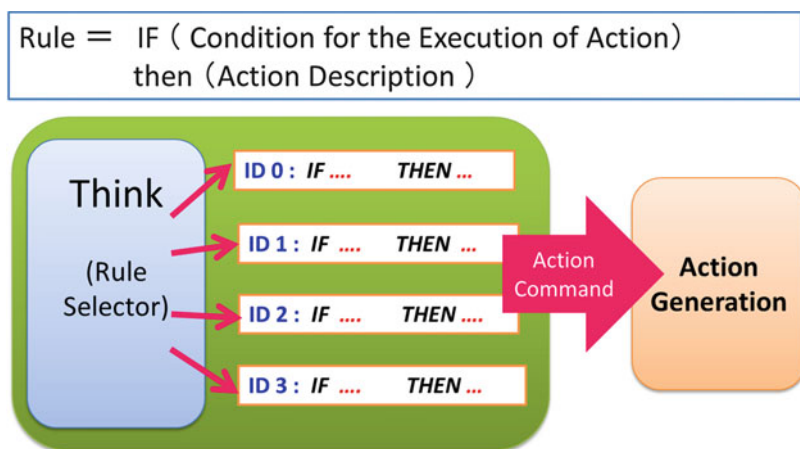 Rule = IF ( Condition for the Execution of Action)
then (Action Description )
Think
(Rule
Selector)
ID 0 : IF .... THEN ...
ID 1 : IF .... THEN ...
ID 2 : IF .... THEN ....
ID 3 : IF .... THEN ...
Action
Command
Action
Generation